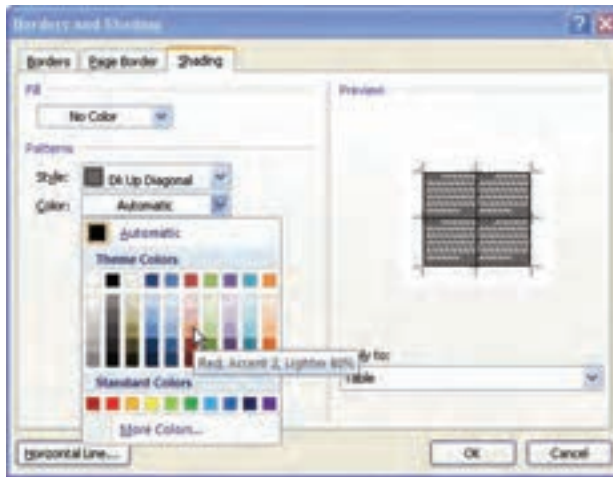 Borders and Shading
Borders Page Border Shading
Fill
No Color
Patterns
Style: Dk Up Diagonal
Color: Automatic
Automatic
Theme Colors
Red, Accent 2, Lighter 80%
Standard Colors
More Colors...
Preview
to:
Table
Horizontal Line...
OK
Cancel